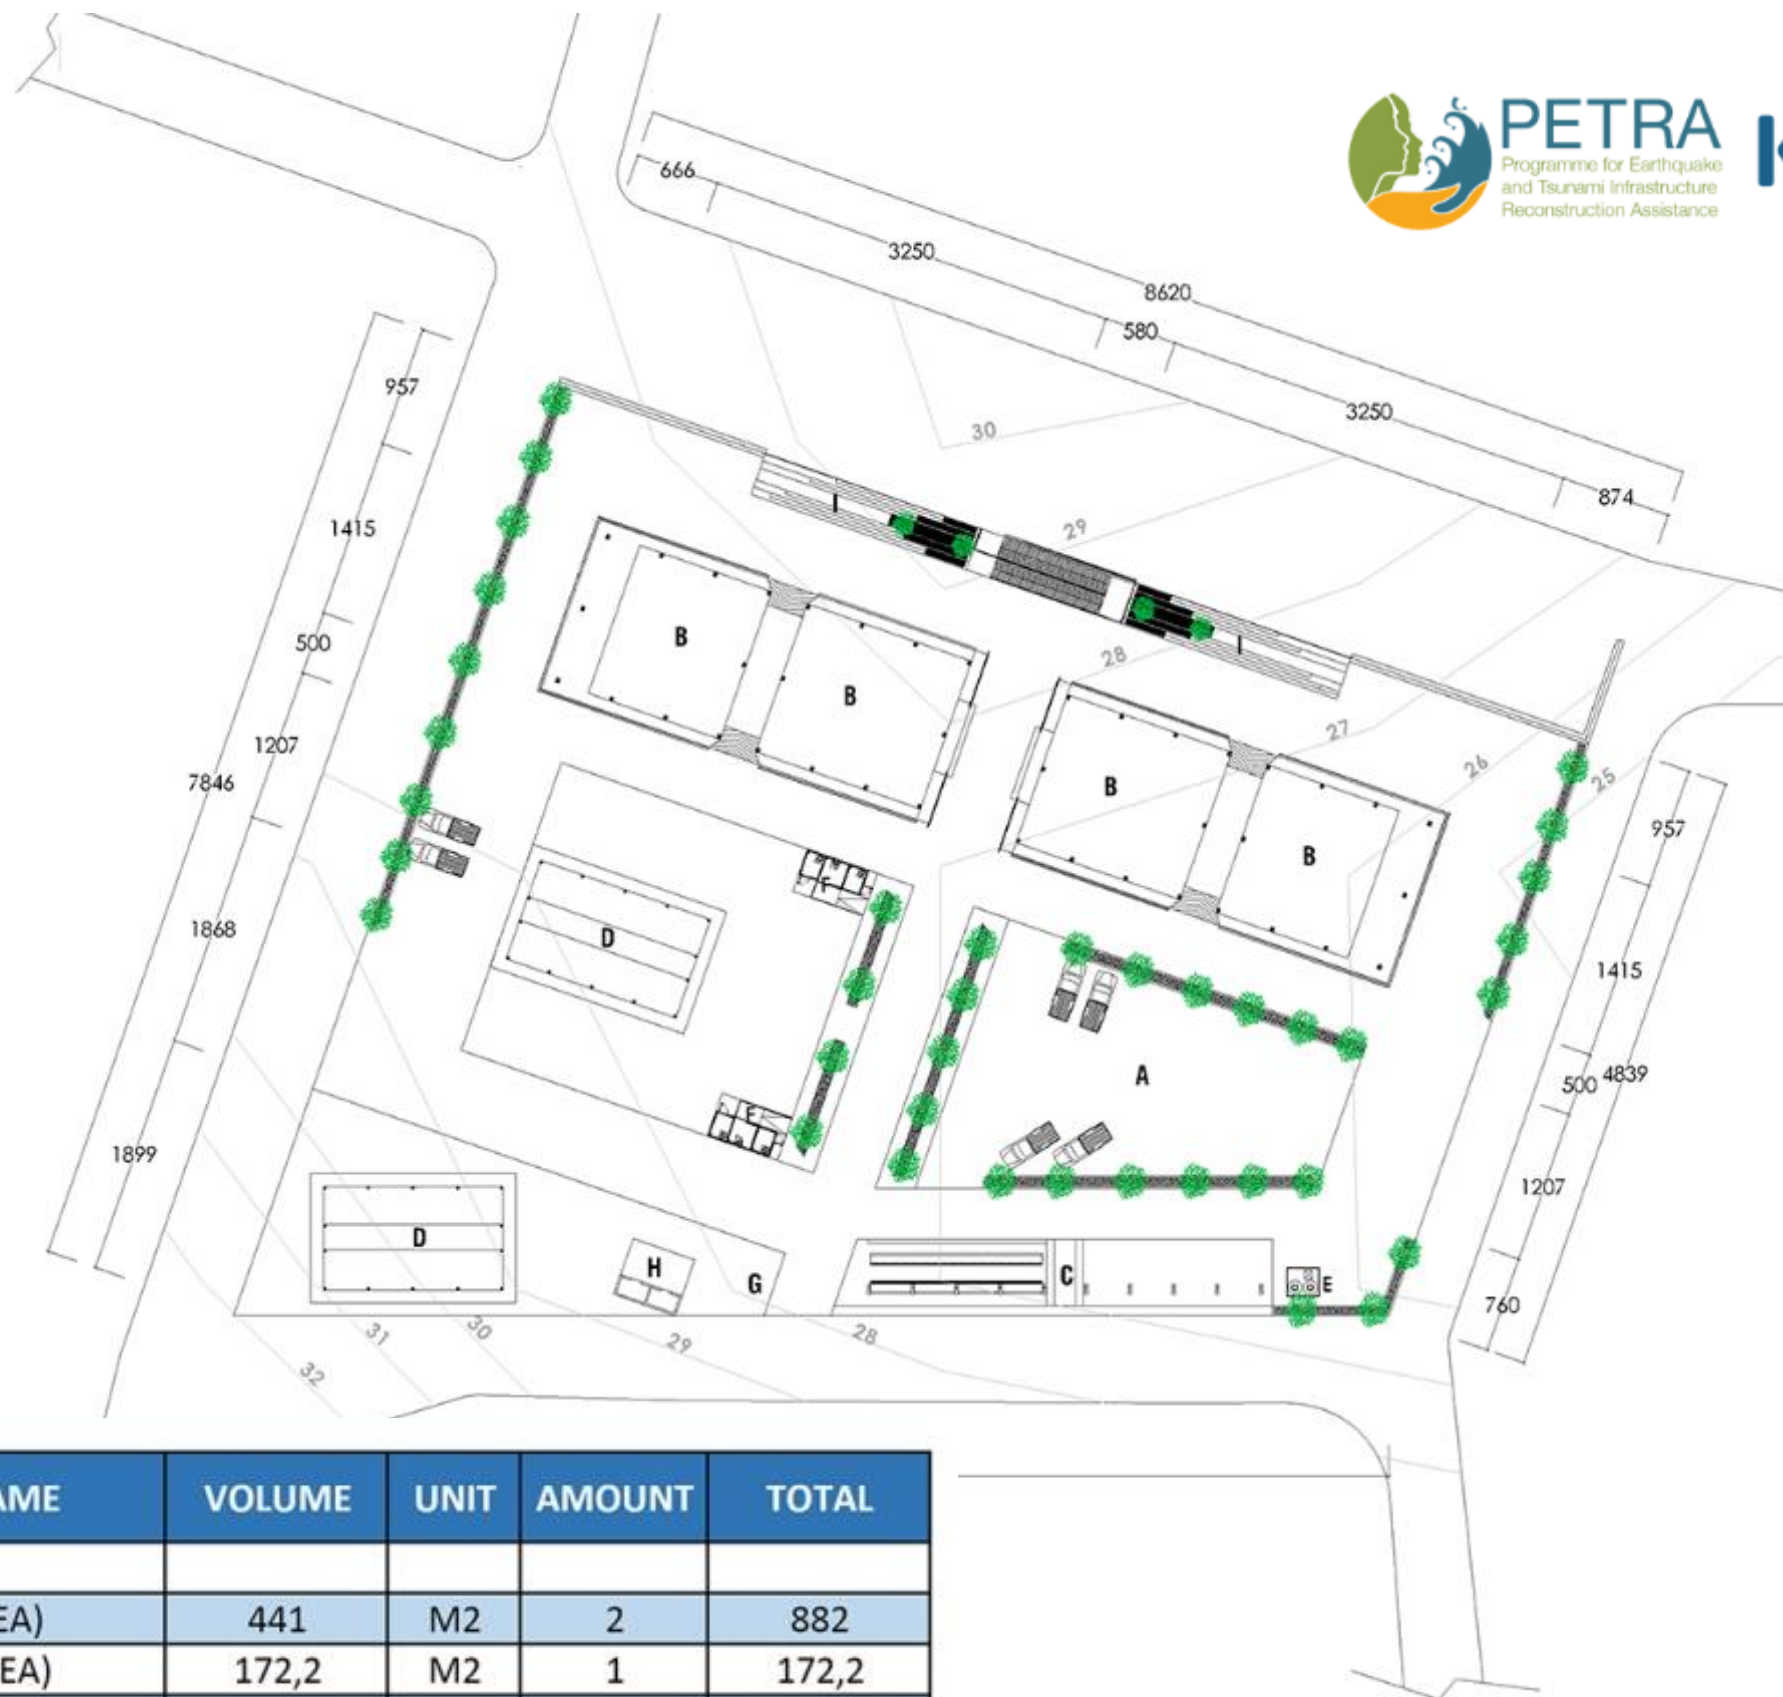 PETRA
Programme for Earthquake
and Tsunami Infrastructure
Reconstruction Assistance
666
3250
8620
580
3250
874
957
1415
500
1207
7846
1868
1899
30
29
28
27
26
25
B
B
B
B
I
I
D
F
A
F
957
1415
500
4839
1207
760
D
H
G
C
E
31
30
29
28
32
AME VOLUME UNIT AMOUNT TOTAL
EA) 441 M2 2 882
EA) 172,2 M2 1 172,2